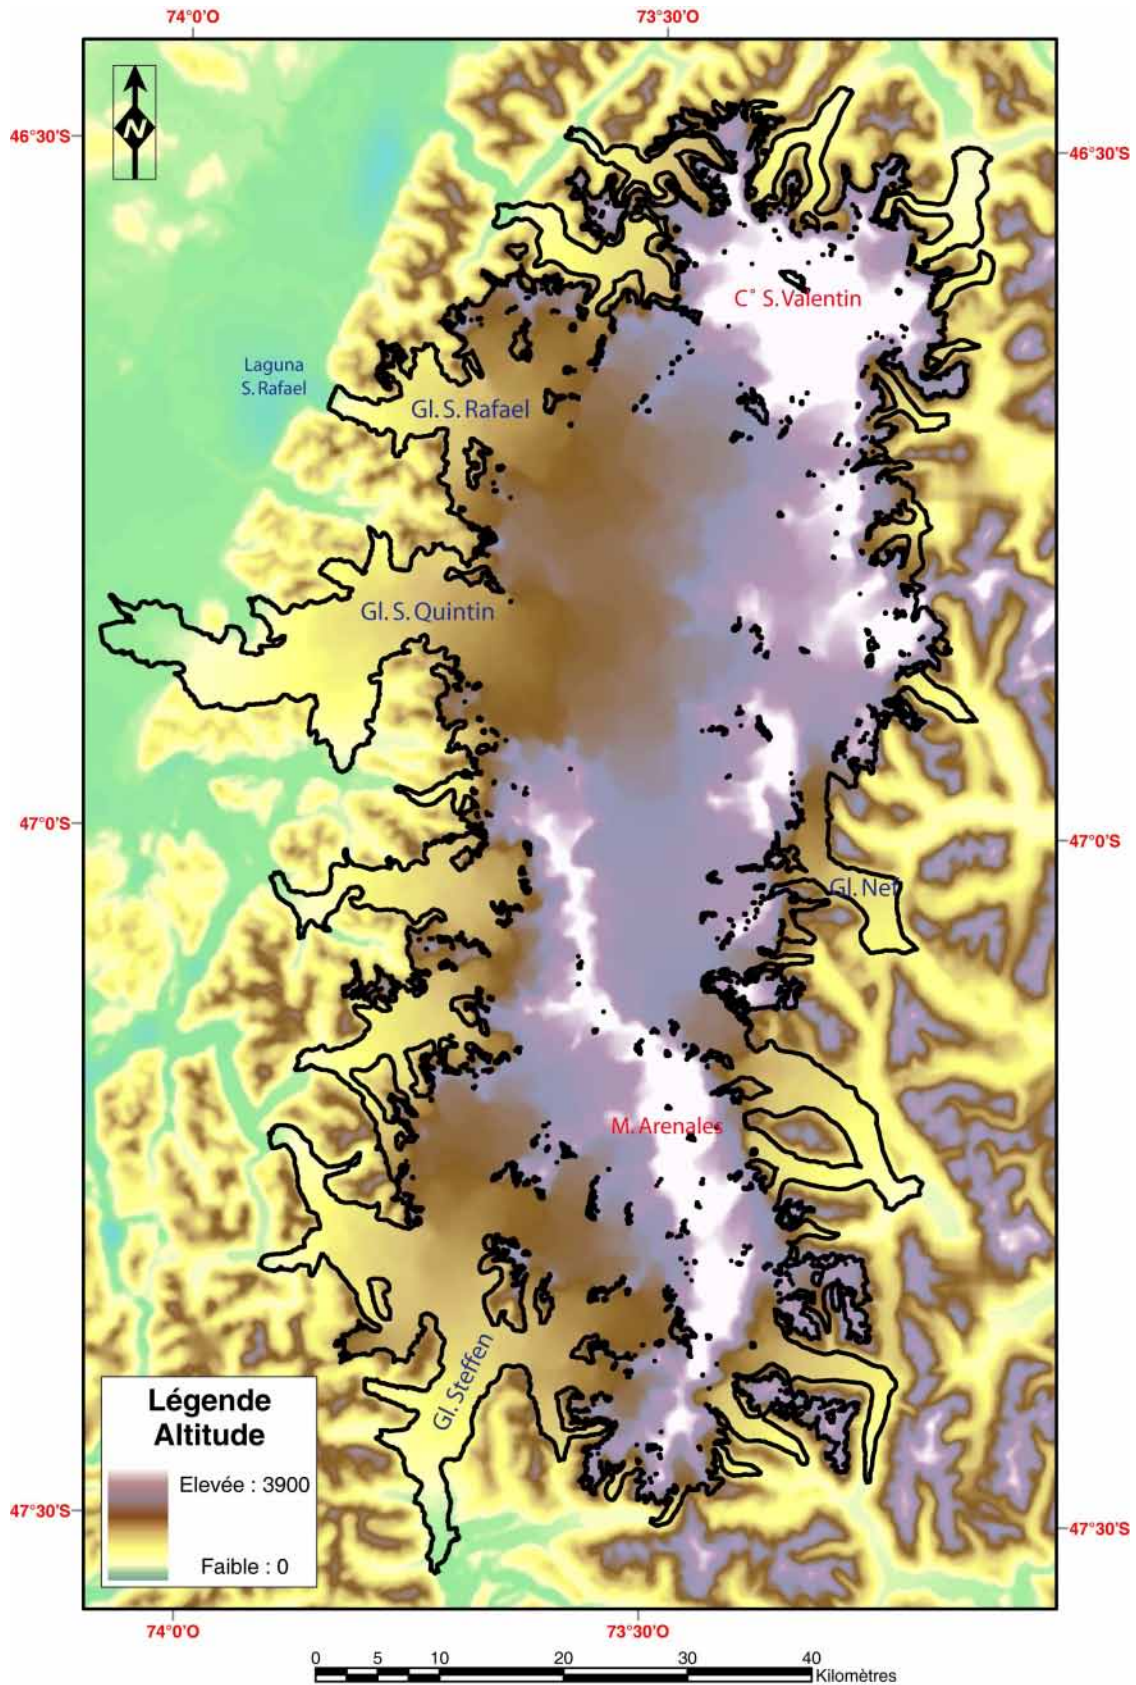 74°0'O
73°30'O
N
46°30'S
46°30'S
C° S.Valentin
Laguna
S. Rafael
Gl. S. Rafael
Gl. S. Quintin
47°0'S
47°0'S
Gl. Nef
M. Arenales
Gl. Steffen
Légende
Altitude
Elevée : 3900
Faible : 0
47°30'S
47°30'S
74°0'O
73°30'O
0 5 10 20 30 40
Kilomètres